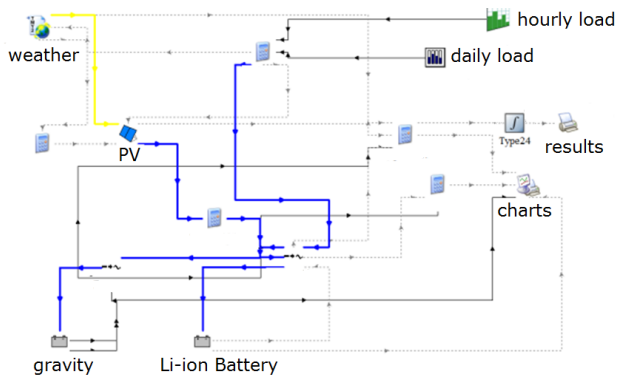 hourly load
weather
daily load
Type24
results
PV
charts
gravity
Li-ion Battery